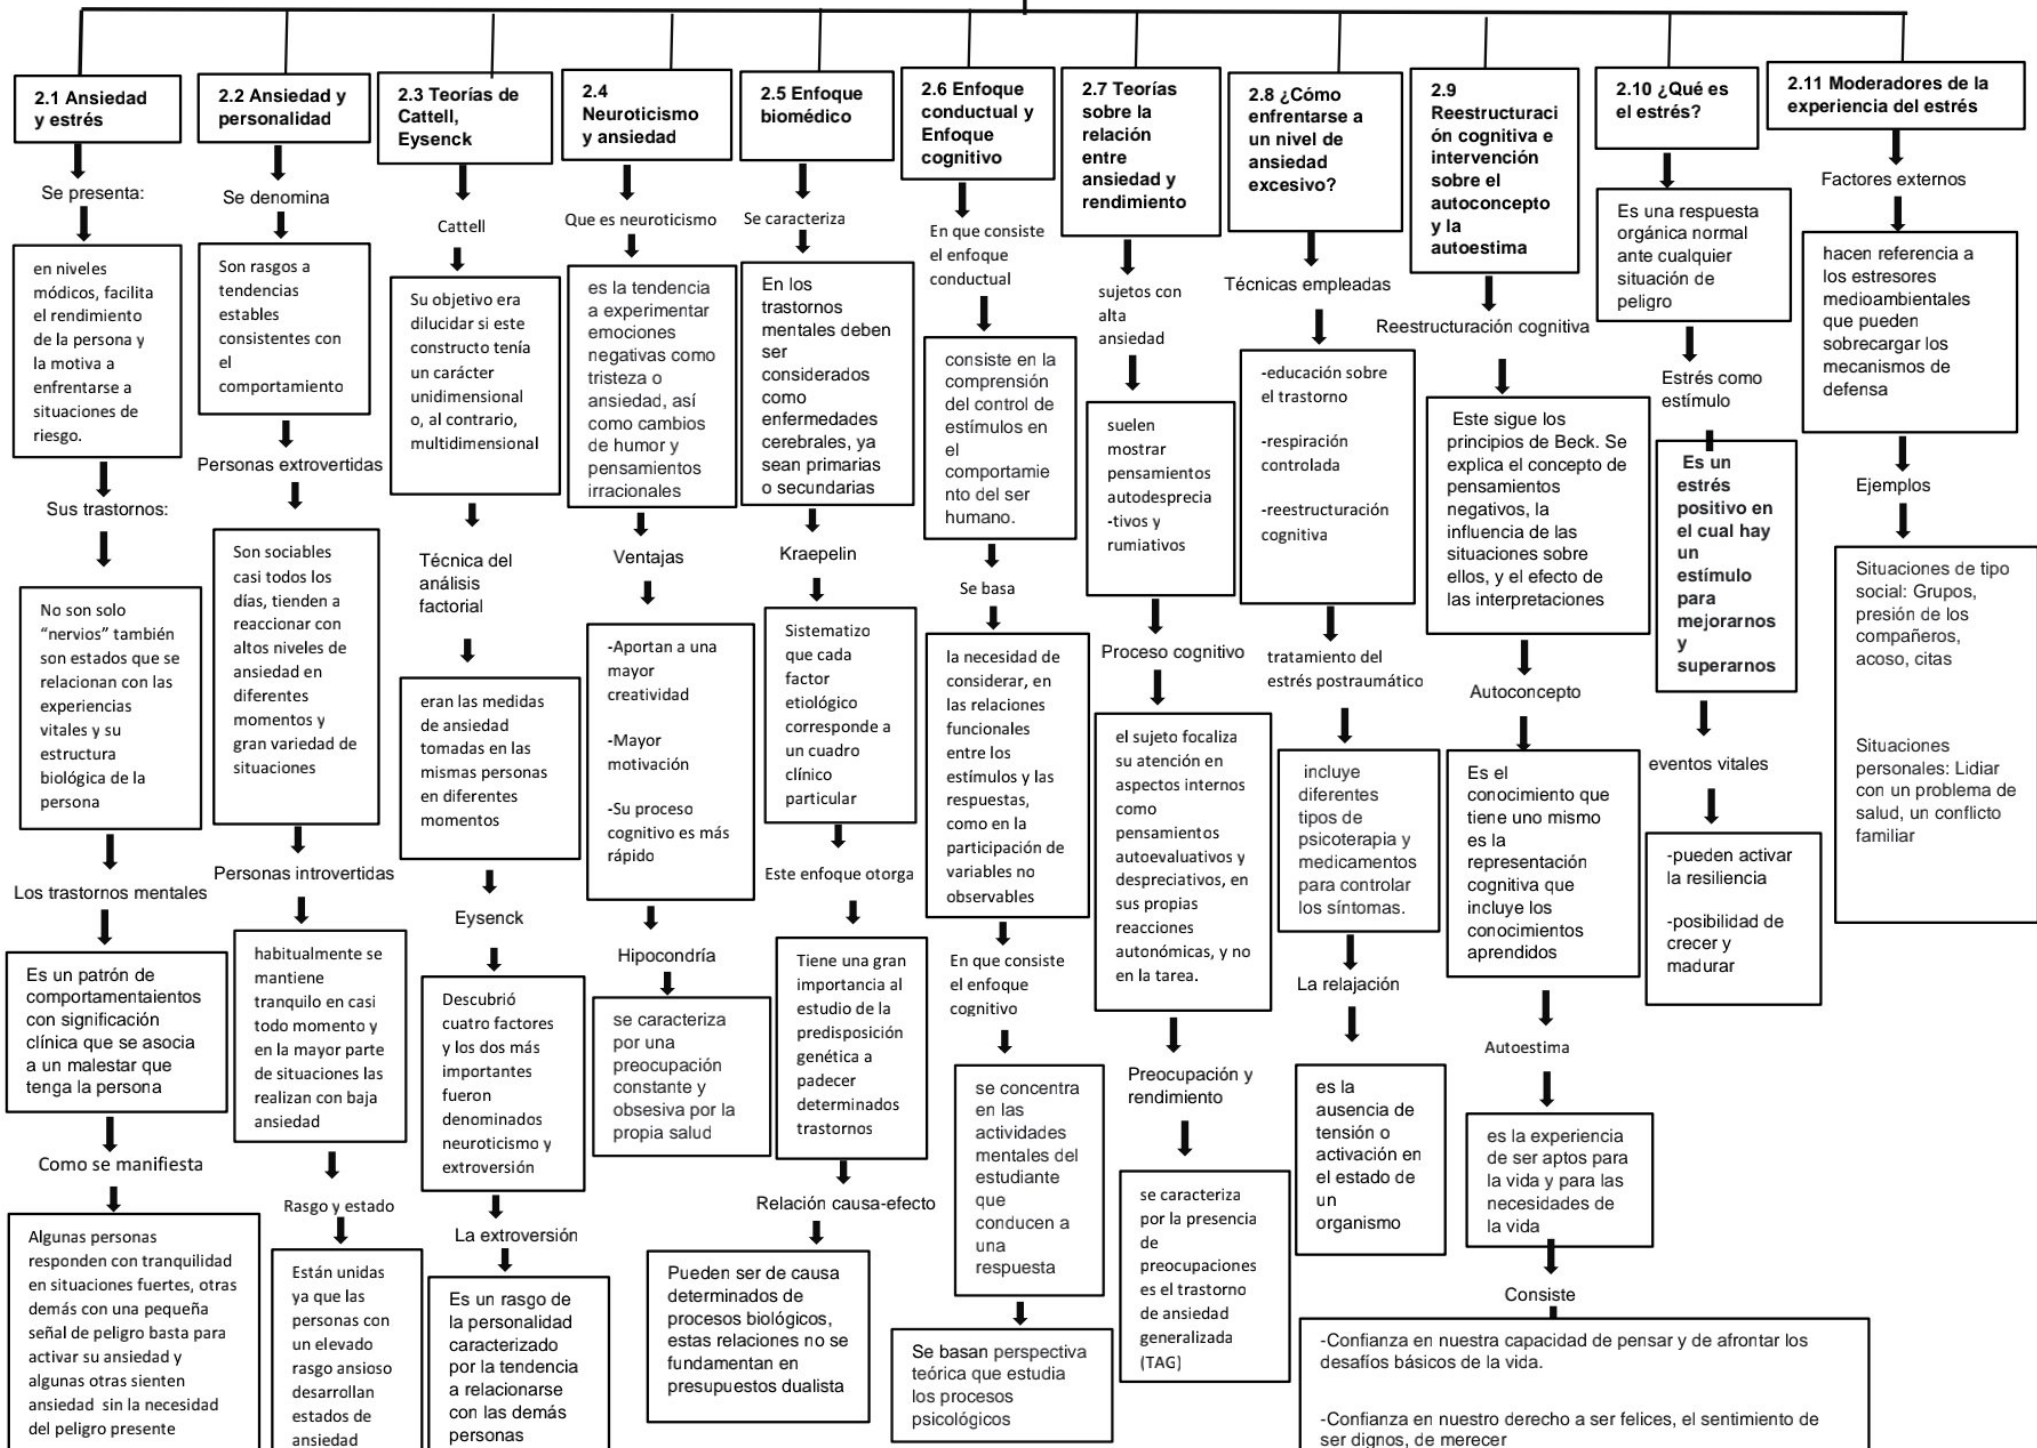 2.1 Ansiedad
y estrés
Se presenta:
en niveles
módicos, facilita
el rendimiento
de la persona y
la motiva a
enfrentarse a
situaciones de
riesgo.
Sus trastornos:
No son solo
“nervios” también
son estados que se
relacionan con las
experiencias
vitales y su
estructura
biológica de la
persona
Los trastornos mentales
Es un patrón de
comportamentaientos
con significación
clínica que se asocia
a un malestar que
tenga la persona
Como se manifiesta
Algunas personas
responden con tranquilidad
en situaciones fuertes, otras
demás con una pequeña
señal de peligro basta para
activar su ansiedad y
algunas otras sienten
ansiedad sin la necesidad
del peligro presente
2.2 Ansiedad y
personalidad
Se denomina
Son rasgos a
tendencias
estables
consistentes con
el
comportamiento
Personas extrovertidas
Son sociables
casi todos los
días, tienden a
reaccionar con
altos niveles de
ansiedad en
diferentes
momentos y
gran variedad de
situaciones
Personas introvertidas
habitualmente se
mantiene
tranquilo en casi
todo momento y
en la mayor parte
de situaciones las
realizan con baja
ansiedad
Rasgo y estado
Están unidas
ya que las
personas con
un elevado
rasgo ansioso
desarrollan
estados de
ansiedad
2.3 Teorías de
Cattell,
Eysenck
Cattell
Su objetivo era
dilucidar si este
constructo tenía
un carácter
unidimensional
o, al contrario,
multidimensional
Técnica del
análisis
factorial
eran las medidas
de ansiedad
tomadas en las
mismas personas
en diferentes
momentos
Eysenck
Descubrió
cuatro factores
y los dos más
importantes
fueron
denominados
neuroticismo y
extroversión
La extroversión
Es un rasgo de
la personalidad
caracterizado
por la tendencia
a relacionarse
con las demás
personas
2.4
Neuroticismo
y ansiedad
Que es neuroticismo
es la tendencia
a experimentar
emociones
negativas como
tristeza o
ansiedad, así
como cambios
de humor y
pensamientos
irracionales
Ventajas
-Aportan a una
mayor
creatividad
-Mayor
motivación
-Su proceso
cognitivo es más
rápido
Hipocondría
se caracteriza
por una
preocupación
constante y
obsesiva por la
propia salud
2.5 Enfoque
biomédico
Se caracteriza
En los
trastornos
mentales deben
ser
considerados
como
enfermedades
cerebrales, ya
sean primarias
o secundarias
Kraepelin
Sistematizo
que cada
factor
etiológico
corresponde a
un cuadro
clínico
particular
Este enfoque otorga
Tiene una gran
importancia al
estudio de la
predisposición
genética a
padecer
determinados
trastornos
Relación causa-efecto
Pueden ser de causa
determinados de
procesos biológicos,
estas relaciones no se
fundamentan en
presupuestos dualista
2.6 Enfoque
conductual y
Enfoque
cognitivo
En que consiste
el enfoque
conductual
consiste en la
comprensión
del control de
estímulos en
el
comportamie
nto del ser
humano.
Se basa
la necesidad de
considerar, en
las relaciones
funcionales
entre los
estímulos y las
respuestas,
como en la
participación de
variables no
observables
En que consiste
el enfoque
cognitivo
se concentra
en las
actividades
mentales del
estudiante
que
conducen a
una
respuesta
Se basan perspectiva
teórica que estudia
los procesos
psicológicos
2.7 Teorías
sobre la
relación
entre
ansiedad y
rendimiento
sujetos con
alta
ansiedad
suelen
mostrar
pensamientos
autodesprecia
-tivos y
rumiativos
Proceso cognitivo
el sujeto focaliza
su atención en
aspectos internos
como
pensamientos
autoevaluativos y
despreciativos, en
sus propias
reacciones
autonómicas, y no
en la tarea.
Preocupación y
rendimiento
se caracteriza
por la presencia
de
preocupaciones
es el trastorno
de ansiedad
generalizada
(TAG)
2.8 ¿Cómo
enfrentarse a
un nivel de
ansiedad
excesivo?
Técnicas empleadas
-educación sobre
el trastorno
-respiración
controlada
-reestructuración
cognitiva
tratamiento del
estrés postraumático
incluye
diferentes
tipos de
psicoterapia y
medicamentos
para controlar
los síntomas.
La relajación
es la
ausencia de
tensión o
activación en
el estado de
un
organismo
2.9
Reestructuraci
ón cognitiva e
intervención
sobre el
autoconcepto
y la
autoestima
Reestructuración cognitiva
Este sigue los
principios de Beck. Se
explica el concepto de
pensamientos
negativos, la
influencia de las
situaciones sobre
ellos, y el efecto de
las interpretaciones
Autoconcepto
Es el
conocimiento que
tiene uno mismo
es la
representación
cognitiva que
incluye los
conocimientos
aprendidos
Autoestima
es la experiencia
de ser aptos para
la vida y para las
necesidades de
la vida
Consiste
-Confianza en nuestra capacidad de pensar y de afrontar los
desafíos básicos de la vida.
-Confianza en nuestro derecho a ser felices, el sentimiento de
ser dignos, de merecer
2.10 ¿Qué es
el estrés?
Es una respuesta
orgánica normal
ante cualquier
situación de
peligro
Estrés como
estímulo
Es un
estrés
positivo en
el cual hay
un
estímulo
para
mejorarnos
y
superarnos
eventos vitales
-pueden activar
la resiliencia
-posibilidad de
crecer y
madurar
2.11 Moderadores de la
experiencia del estrés
Factores externos
hacen referencia a
los estresores
medioambientales
que pueden
sobrecargar los
mecanismos de
defensa
Ejemplos
Situaciones de tipo
social: Grupos,
presión de los
compañeros,
acoso, citas
Situaciones
personales: Lidiar
con un problema de
salud, un conflicto
familiar